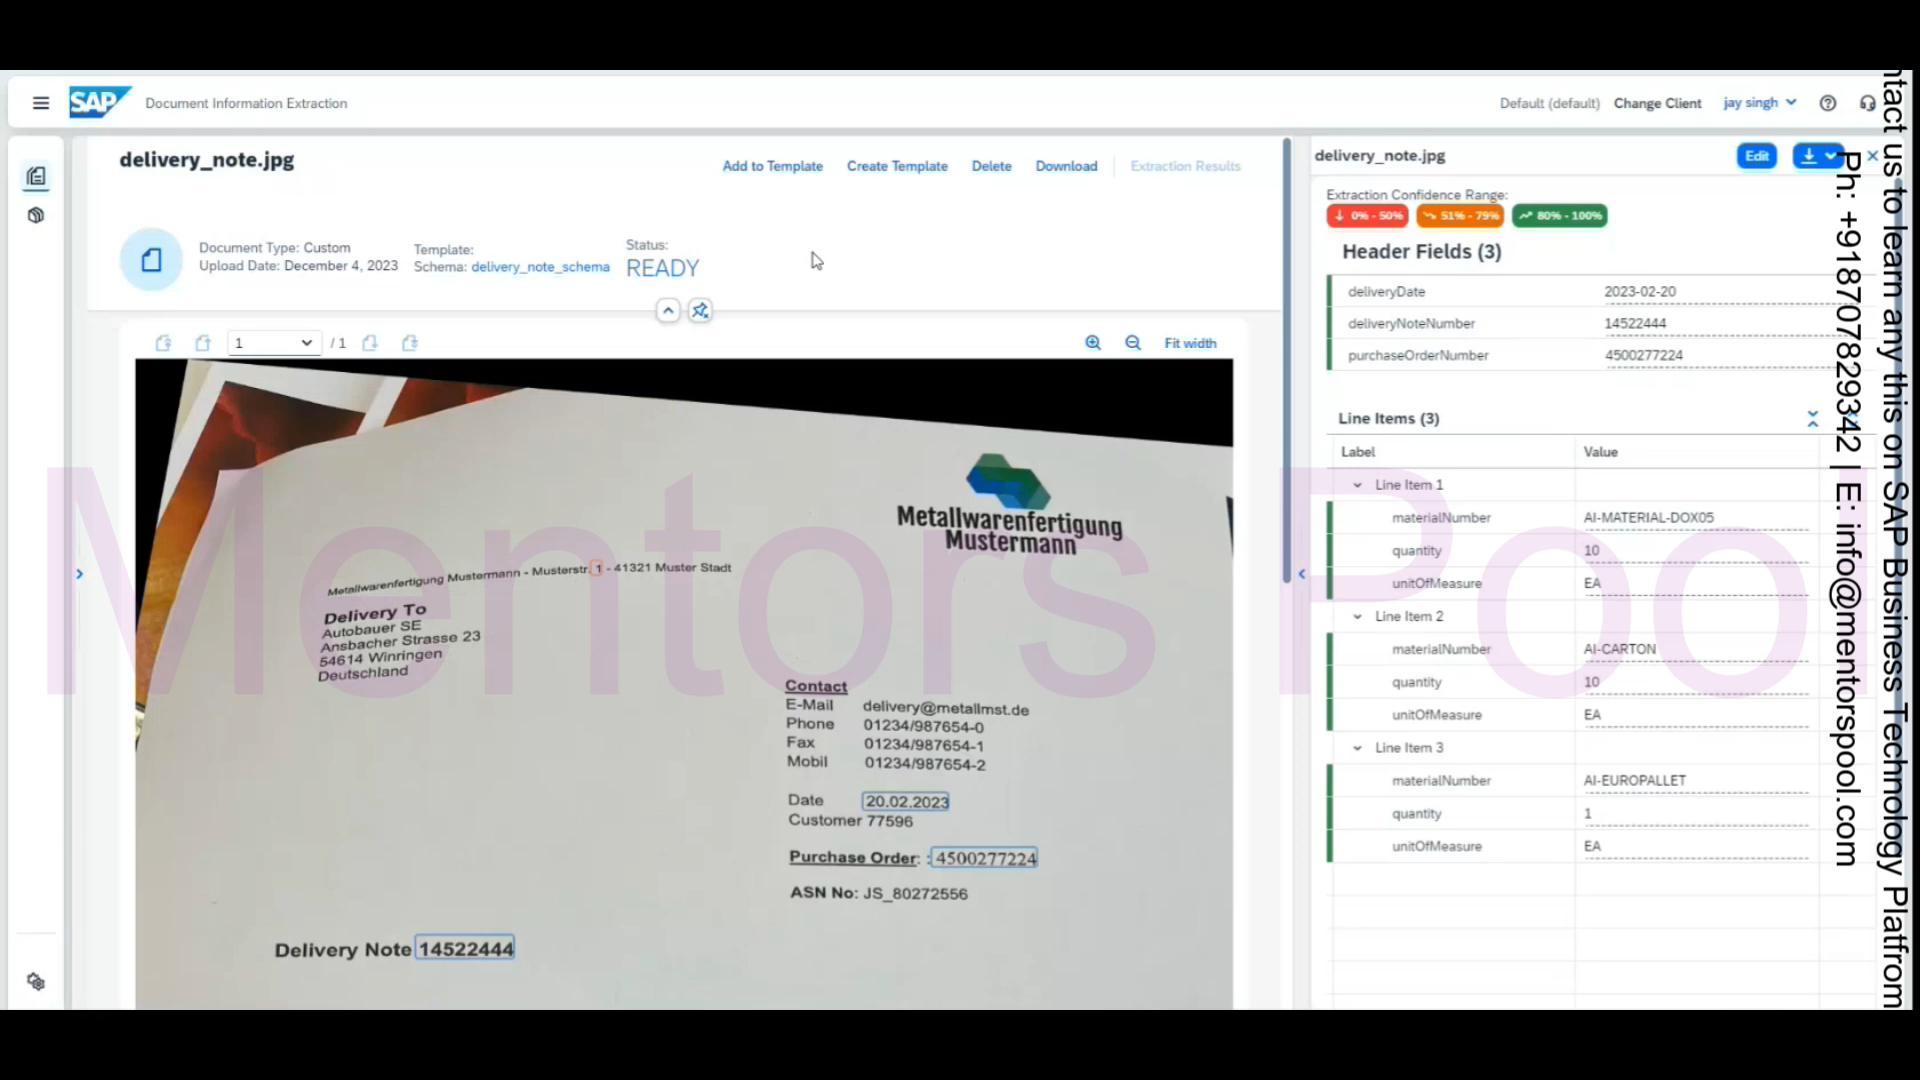 SAP
Document Information Extraction
Default (default)
Change Client
jay singh
delivery_note.jpg
Add to Template
Create Template
Delete
Download
Extraction Results
Document Type: Custom
Upload Date: December 4, 2023
Template:
Schema: delivery_note_schema
Status:
READY
1
/ 1
Fit width
Metallwarenfertigung
Mustermann
Metallwarenfertigung Mustermann - Musterstr. 1 - 41321 Muster Stadt
Delivery To
Autobauer SE
Ansbacher Strasse 23
54614 Winringen
Deutschland
Contact
E-Mail delivery@metallmst.de
Phone 01234/987654-0
Fax 01234/987654-1
Mobil 01234/987654-2
Date 20.02.2023
Customer 77596
Purchase Order: : 4500277224
ASN No: JS_80272556
Delivery Note 14522444
delivery_note.jpg
Edit
Extraction Confidence Range:
0% - 50%
51% - 79%
80% - 100%
Header Fields (3)
deliveryDate 2023-02-20
deliveryNoteNumber 14522444
purchaseOrderNumber 4500277224
Line Items (3)
Label Value
Line Item 1
materialNumber AI-MATERIAL-DOX05
quantity 10
unitOfMeasure EA
Line Item 2
materialNumber AI-CARTON
quantity 10
unitOfMeasure EA
Line Item 3
materialNumber AI-EUROPALLET
quantity 1
unitOfMeasure EA
Mentors Pool
ntact us to learn any this on SAP Business Technology Platfrom
Ph: +918707829342 | E: info@mentorspool.com